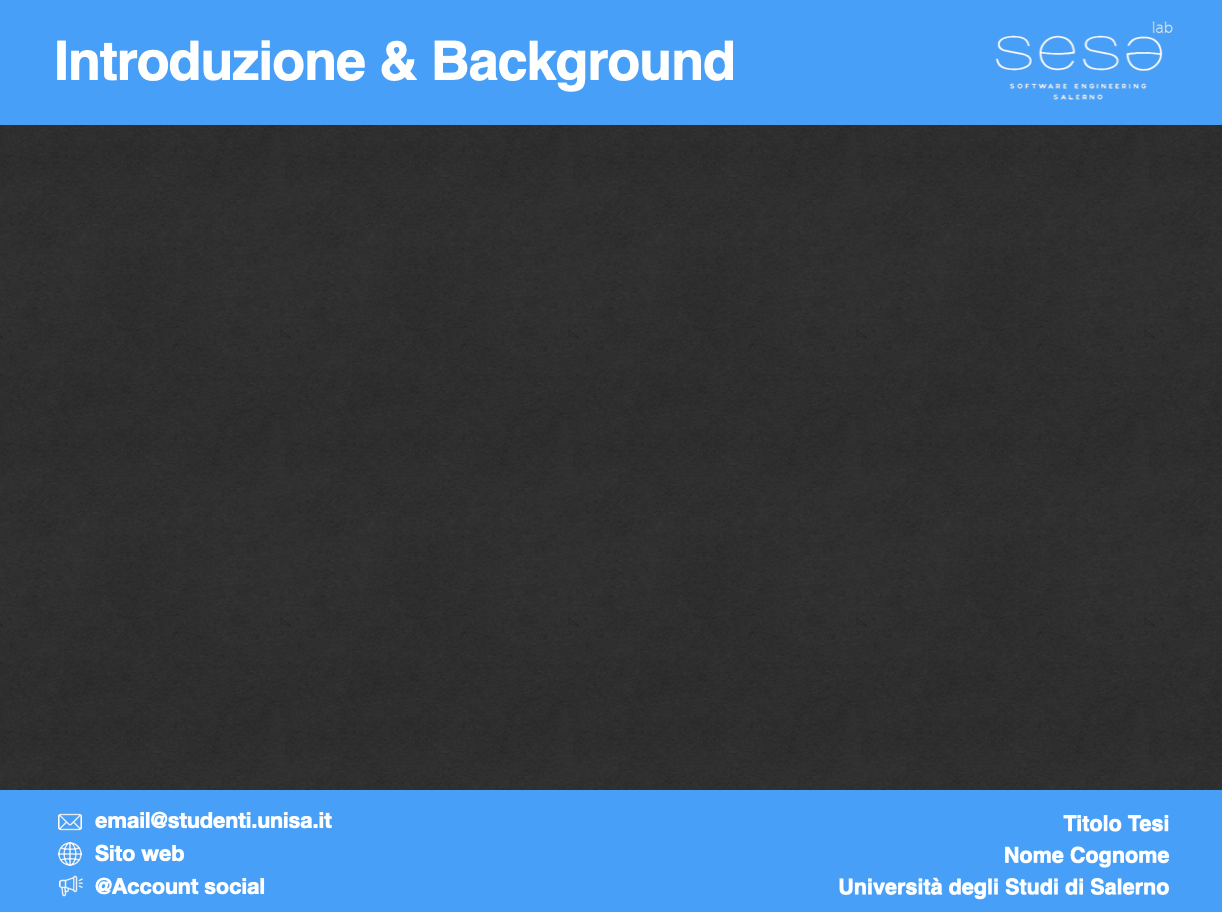 Introduzione & Background
lab
sesə
SOFTWARE ENGINEERING
SALERNO
email@studenti.unisa.it
Sito web
@Account social
Titolo Tesi
Nome Cognome
Università degli Studi di Salerno